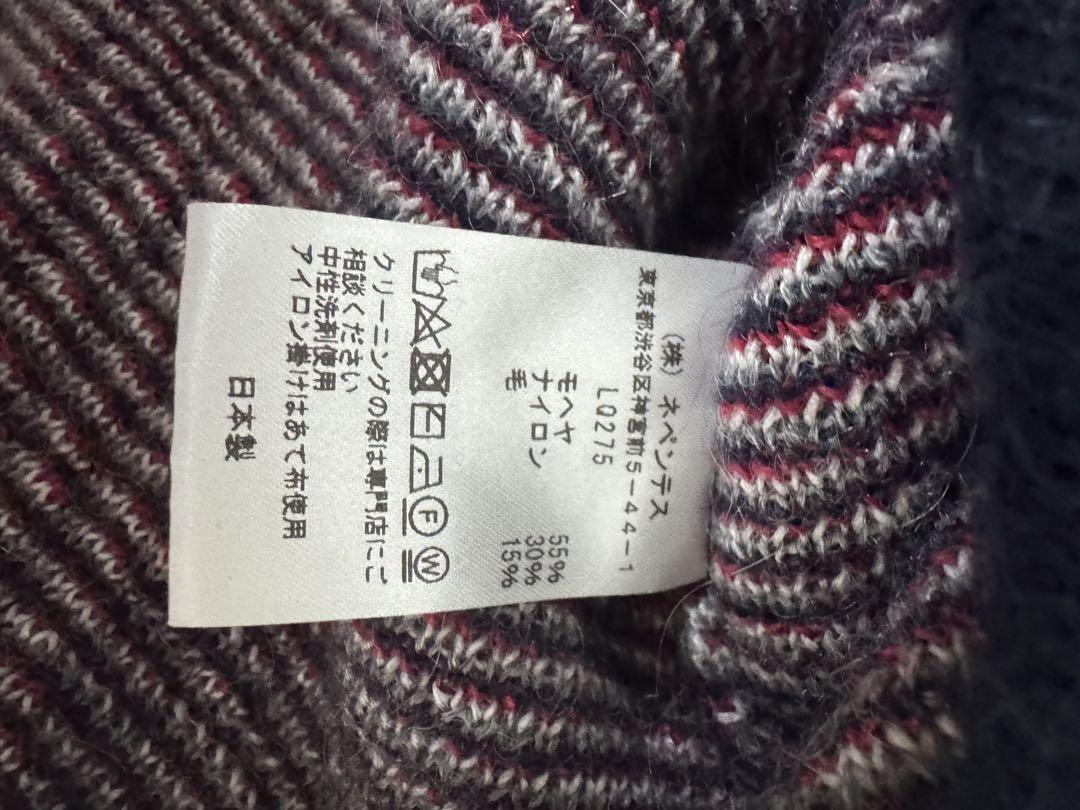 (株) ネペンテス
東京都渋谷区神宮前5-44-1
LQ275
モヘヤ 55%
ナイロン 30%
毛 15%
F W
クリーニングの際は専門店にご
相談ください
中性洗剤使用
アイロン掛けはあて布使用
日本製